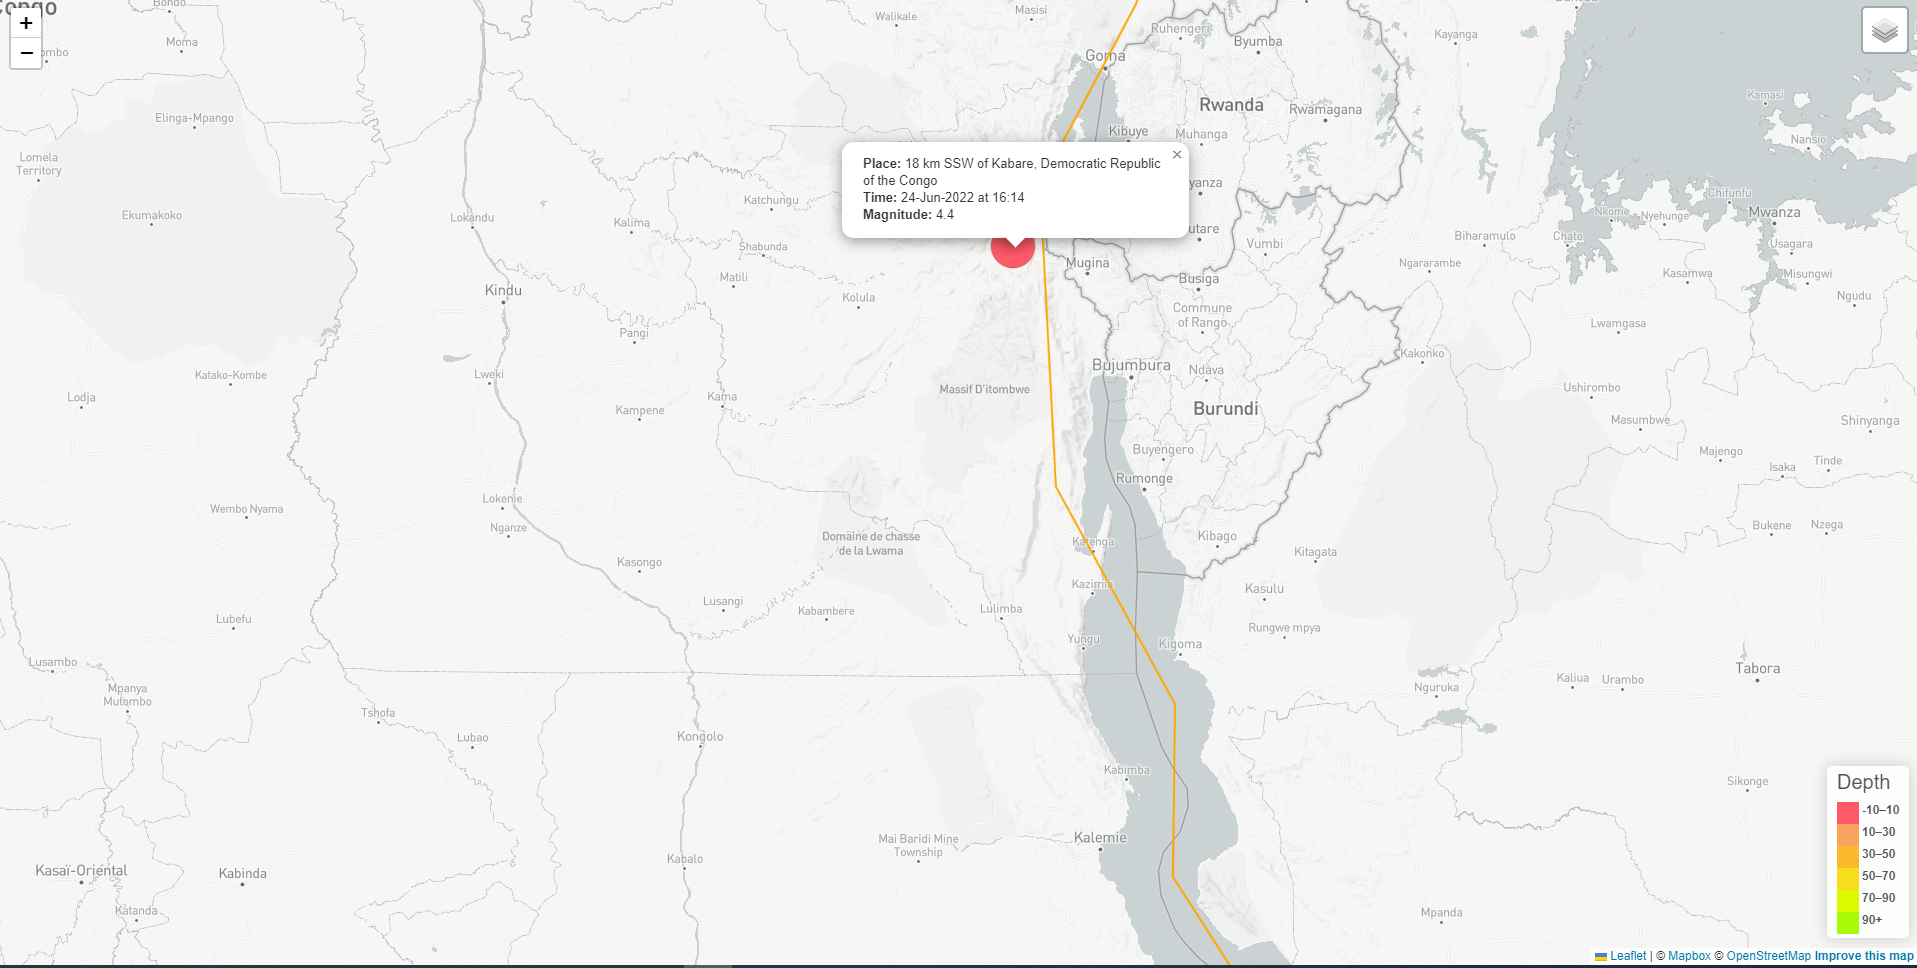 Congo
+
−
Bondo
Moma
Walikale
Masisi
Goma
Ruhengeri
Byumba
Kayanga
Elinga-Mpango
Rwanda
Rwamagana
Kamasi
Kibuye
Muhanga
Nansio
Lomela
Territory
Place: 18 km SSW of Kabare, Democratic Republic
of the Congo
Time: 24-Jun-2022 at 16:14
Magnitude: 4.4
×
Katchungu
Ekumakoko
Lokandu
Kalima
Shabunda
Matili
Kolula
Mugina
Vumbi
Biharamulo
Ngararambe
Nkome
Nyehunge
Chifunfu
Mwanza
Chato
Usagara
Misungwi
Kasamwa
Ngudu
Kindu
Busiga
Commune
of Rango
Pangi
Lwamgasa
Kakonko
Bujumbura
Ndava
Katako-Kombe
Lweki
Massif D'itombwe
Lodja
Kama
Kampene
Burundi
Ushirombo
Masumbwe
Shinyanga
Buyengero
Majengo
Isaka
Tinde
Rumonge
Lokenie
Wembo Nyama
Nganze
Domaine de chasse
de la Lwama
Katenga
Kibago
Kitagata
Bukene
Nzega
Kasongo
Kazimia
Kasulu
Lusangi
Kabambere
Lulimba
Lubefu
Rungwe mpya
Yungu
Kigoma
Lusambo
Tabora
Mpanya
Mutombo
Nguruka
Kaliua
Urambo
Tshofa
Lubao
Kongolo
Kabimba
Sikonge
Kalemie
Mai Baridi Mine
Township
Kabalo
Kasaï-Oriental
Kabinda
Katanda
Mpanda
Depth
-10–10
10–30
30–50
50–70
70–90
90+
Leaflet | © Mapbox © OpenStreetMap Improve this map